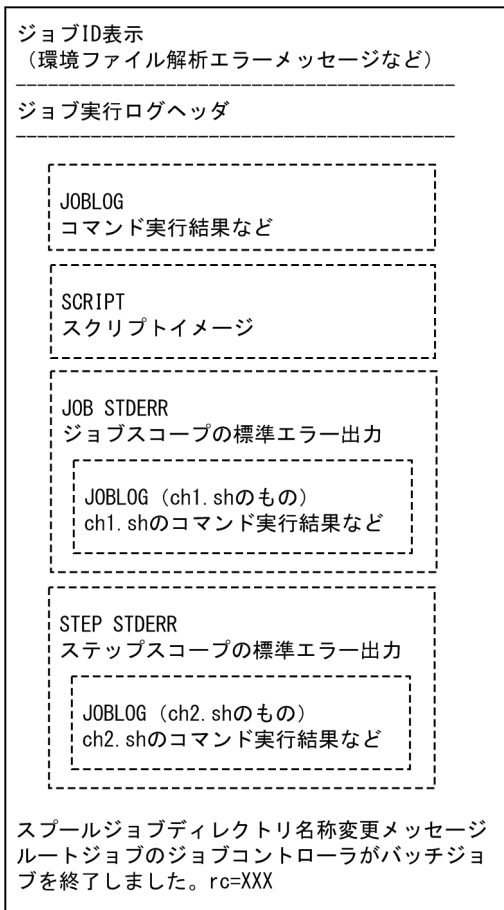 ジョブID表示
（環境ファイル解析エラーメッセージなど）
ジョブ実行ログヘッダ
JOBLOG
コマンド実行結果など
SCRIPT
スクリプトイメージ
JOB STDERR
ジョブスコープの標準エラー出力
JOBLOG（ch1.shのもの）
ch1.shのコマンド実行結果など
STEP STDERR
ステップスコープの標準エラー出力
JOBLOG（ch2.shのもの）
ch2.shのコマンド実行結果など
スプールジョブディレクトリ名称変更メッセージ
ルートジョブのジョブコントローラがバッチジョ
ブを終了しました。rc=XXX